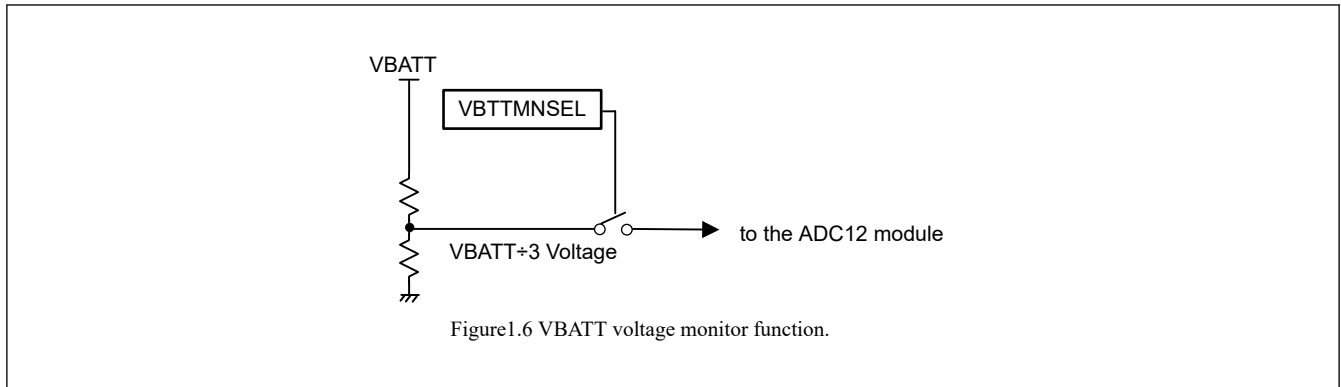 VBATT
VBTTMNSEL
VBATT÷3 Voltage
to the ADC12 module
Figure1.6 VBATT voltage monitor function.